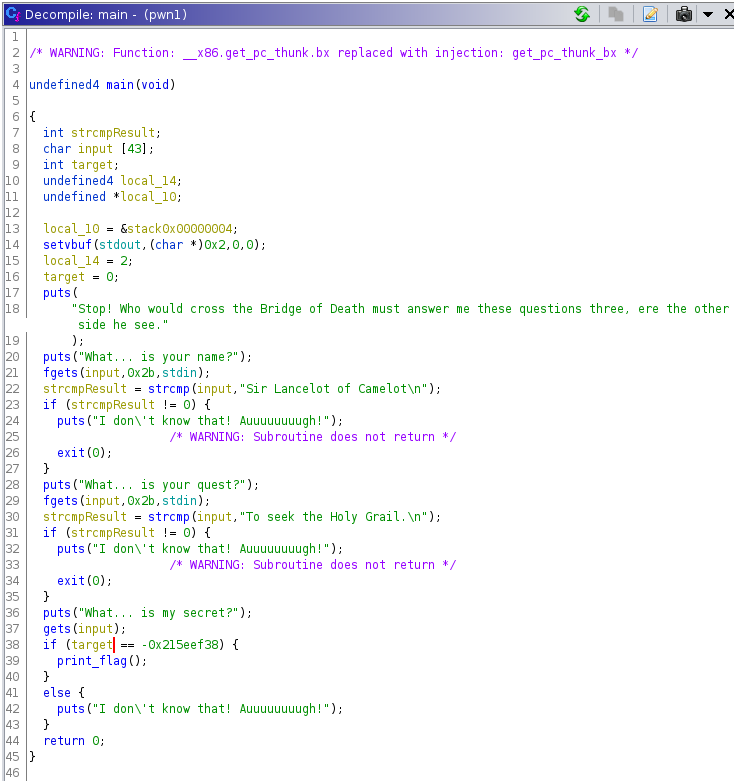 Decompile: main - (pwn1)
1
2 /* WARNING: Function: __x86.get_pc_thunk.bx replaced with injection: get_pc_thunk_bx */
3
4 undefined4 main(void)
5
6 {
7 int strcmpResult;
8 char input [43];
9 int target;
10 undefined4 local_14;
11 undefined *local_10;
12
13 local_10 = &stack0x00000004;
14 setvbuf(stdout,(char *)0x2,0,0);
15 local_14 = 2;
16 target = 0;
17 puts(
18 "Stop! Who would cross the Bridge of Death must answer me these questions three, ere the other
side he see."
19 );
20 puts("What... is your name?");
21 fgets(input,0x2b,stdin);
22 strcmpResult = strcmp(input,"Sir Lancelot of Camelot\n");
23 if (strcmpResult != 0) {
24 puts("I don\'t know that! Auuuuuuuugh!");
25 /* WARNING: Subroutine does not return */
26 exit(0);
27 }
28 puts("What... is your quest?");
29 fgets(input,0x2b,stdin);
30 strcmpResult = strcmp(input,"To seek the Holy Grail.\n");
31 if (strcmpResult != 0) {
32 puts("I don\'t know that! Auuuuuuuugh!");
33 /* WARNING: Subroutine does not return */
34 exit(0);
35 }
36 puts("What... is my secret?");
37 gets(input);
38 if (target == -0x215eef38) {
39 print_flag();
40 }
41 else {
42 puts("I don\'t know that! Auuuuuuuugh!");
43 }
44 return 0;
45 }
46